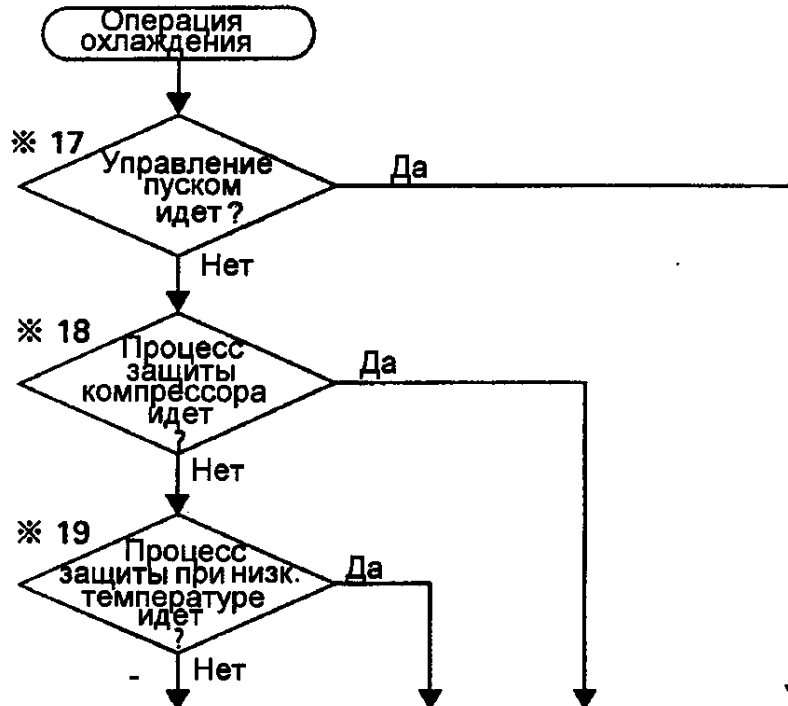 Операция
охлаждения
※ 17
Управление
пуском
идет ?
Да
Нет
※ 18
Процесс
защиты
компрессора
идет
?
Да
Нет
※ 19
Процесс
защиты при низк.
температуре
идет
?
Да
Нет